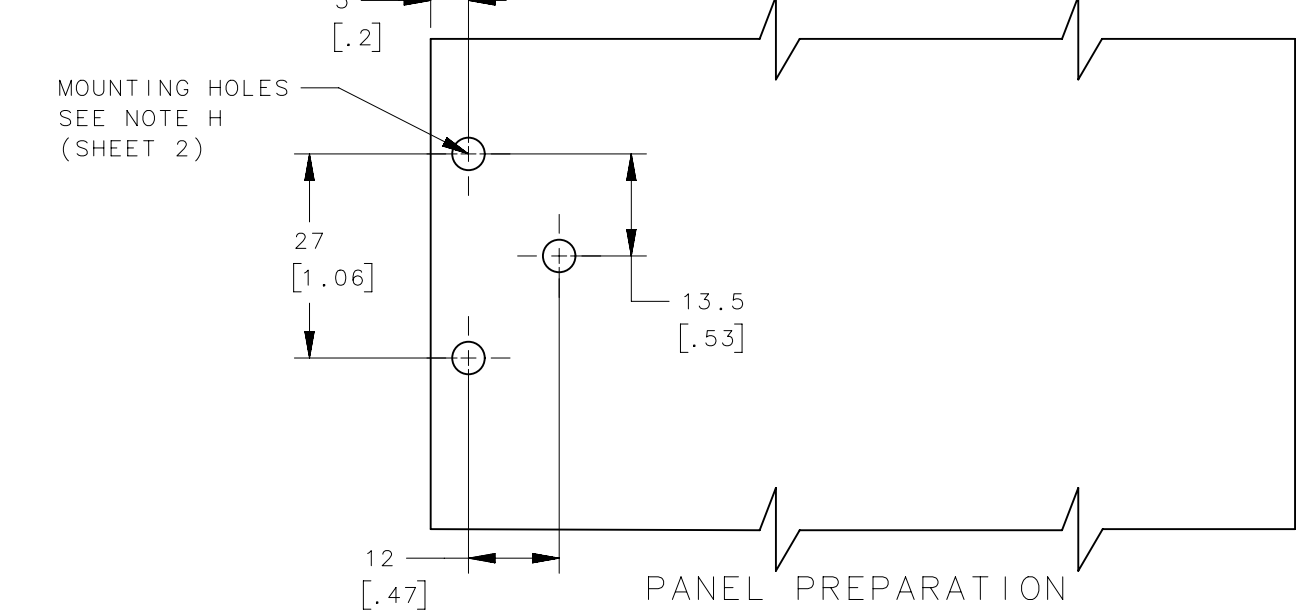 5
[.2]
MOUNTING HOLES
SEE NOTE H
(SHEET 2)
27
[1.06]
13.5
[.53]
12
[.47]
PANEL PREPARATION